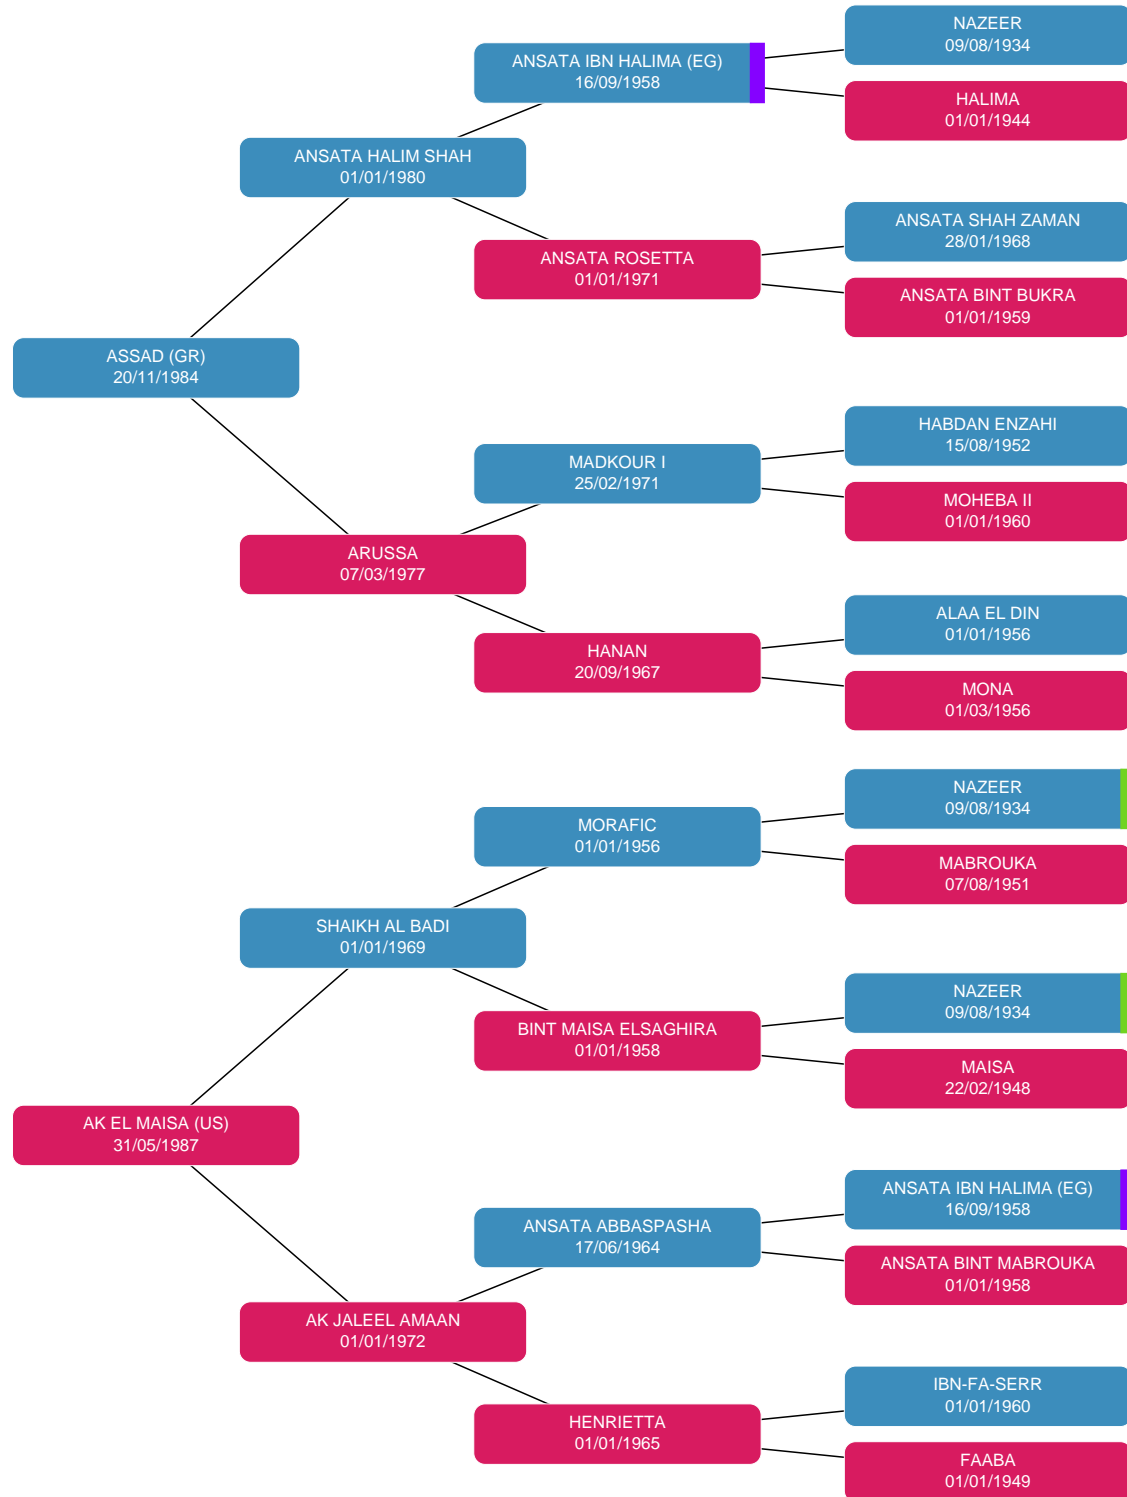 NAZEER
09/08/1934
ANSATA IBN HALIMA (EG)
16/09/1958
HALIMA
01/01/1944
ANSATA HALIM SHAH
01/01/1980
ANSATA SHAH ZAMAN
28/01/1968
ANSATA ROSETTA
01/01/1971
ANSATA BINT BUKRA
01/01/1959
ASSAD (GR)
20/11/1984
HABDAN ENZAHI
15/08/1952
MADKOUR I
25/02/1971
MOHEBA II
01/01/1960
ARUSSA
07/03/1977
ALAA EL DIN
01/01/1956
HANAN
20/09/1967
MONA
01/03/1956
NAZEER
09/08/1934
MORAFIC
01/01/1956
MABROUKA
07/08/1951
SHAIKH AL BADI
01/01/1969
NAZEER
09/08/1934
BINT MAISA ELSAGHIRA
01/01/1958
MAISA
22/02/1948
AK EL MAISA (US)
31/05/1987
ANSATA IBN HALIMA (EG)
16/09/1958
ANSATA ABBASPASHA
17/06/1964
ANSATA BINT MABROUKA
01/01/1958
AK JALEEL AMAAN
01/01/1972
IBN-FA-SERR
01/01/1960
HENRIETTA
01/01/1965
FAABA
01/01/1949